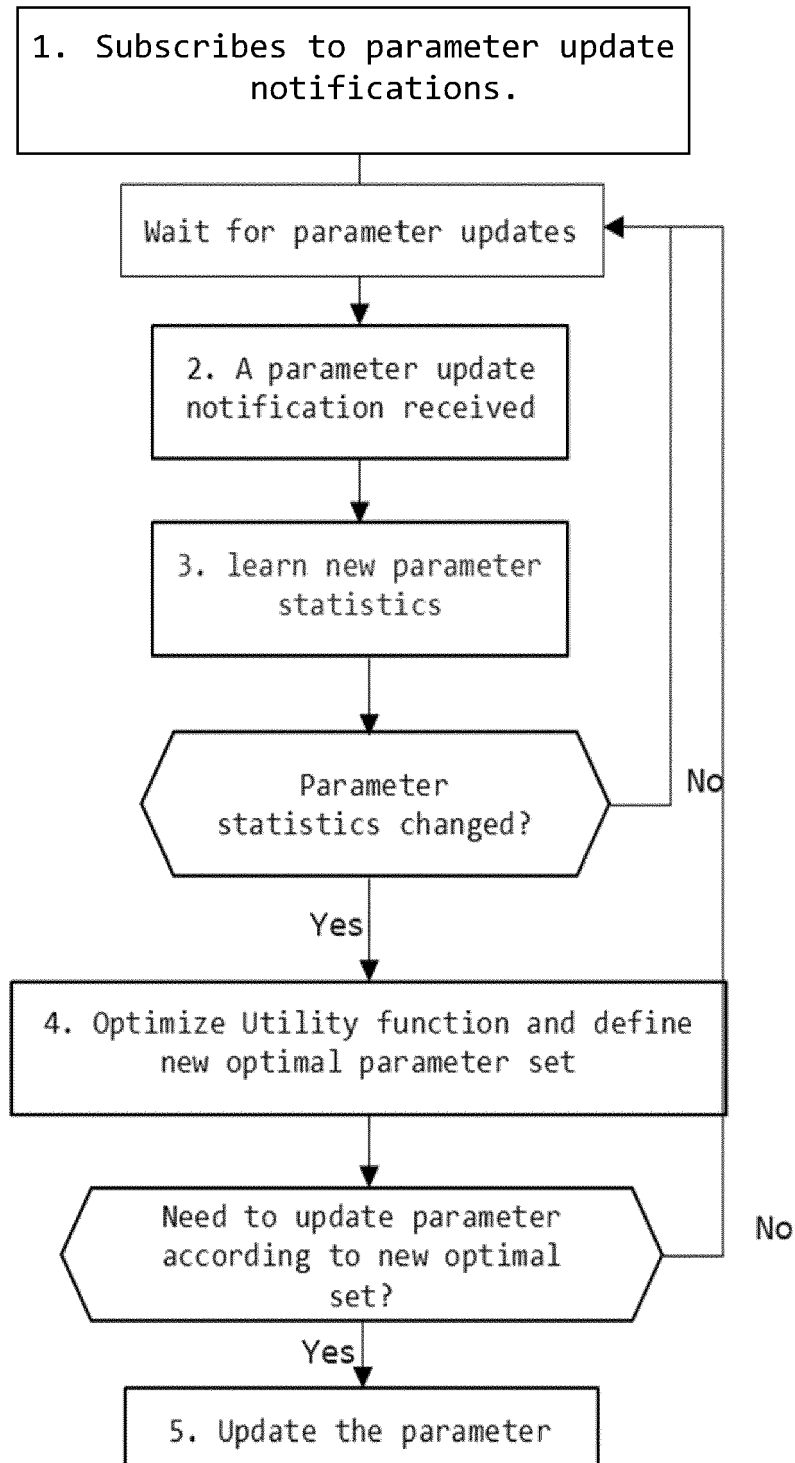 1. Subscribes to parameter update
notifications.
Wait for parameter updates
2. A parameter update
notification received
3. learn new parameter
statistics
Parameter
statistics changed?
No
Yes
4. Optimize Utility function and define
new optimal parameter set
Need to update parameter
according to new optimal
set?
No
Yes
5. Update the parameter